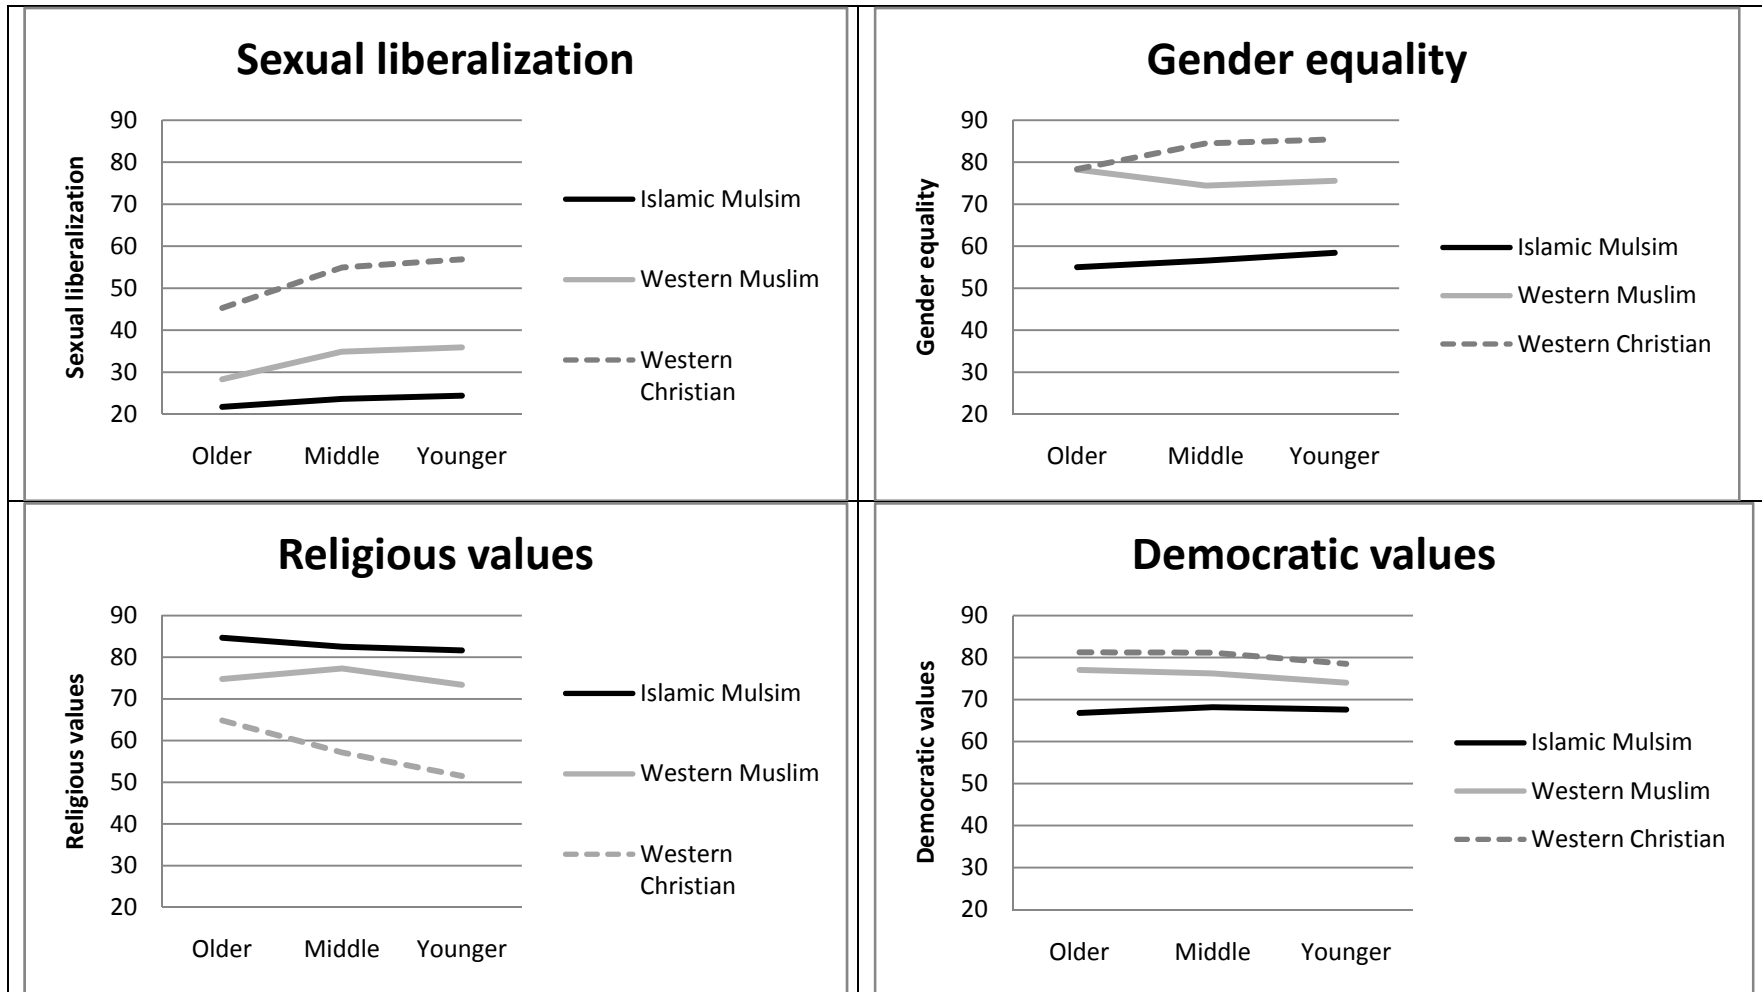 Sexual liberalization
Sexual liberalization
90
80
70
60
50
40
30
20
Older Middle Younger
Islamic Mulsim
Western Muslim
Western
Christian
Gender equality
Gender equality
90
80
70
60
50
40
30
20
Older Middle Younger
Islamic Mulsim
Western Muslim
Western Christian
Religious values
Religious values
90
80
70
60
50
40
30
20
Older Middle Younger
Islamic Mulsim
Western Muslim
Western
Christian
Democratic values
Democratic values
90
80
70
60
50
40
30
20
Older Middle Younger
Islamic Mulsim
Western Muslim
Western Christian